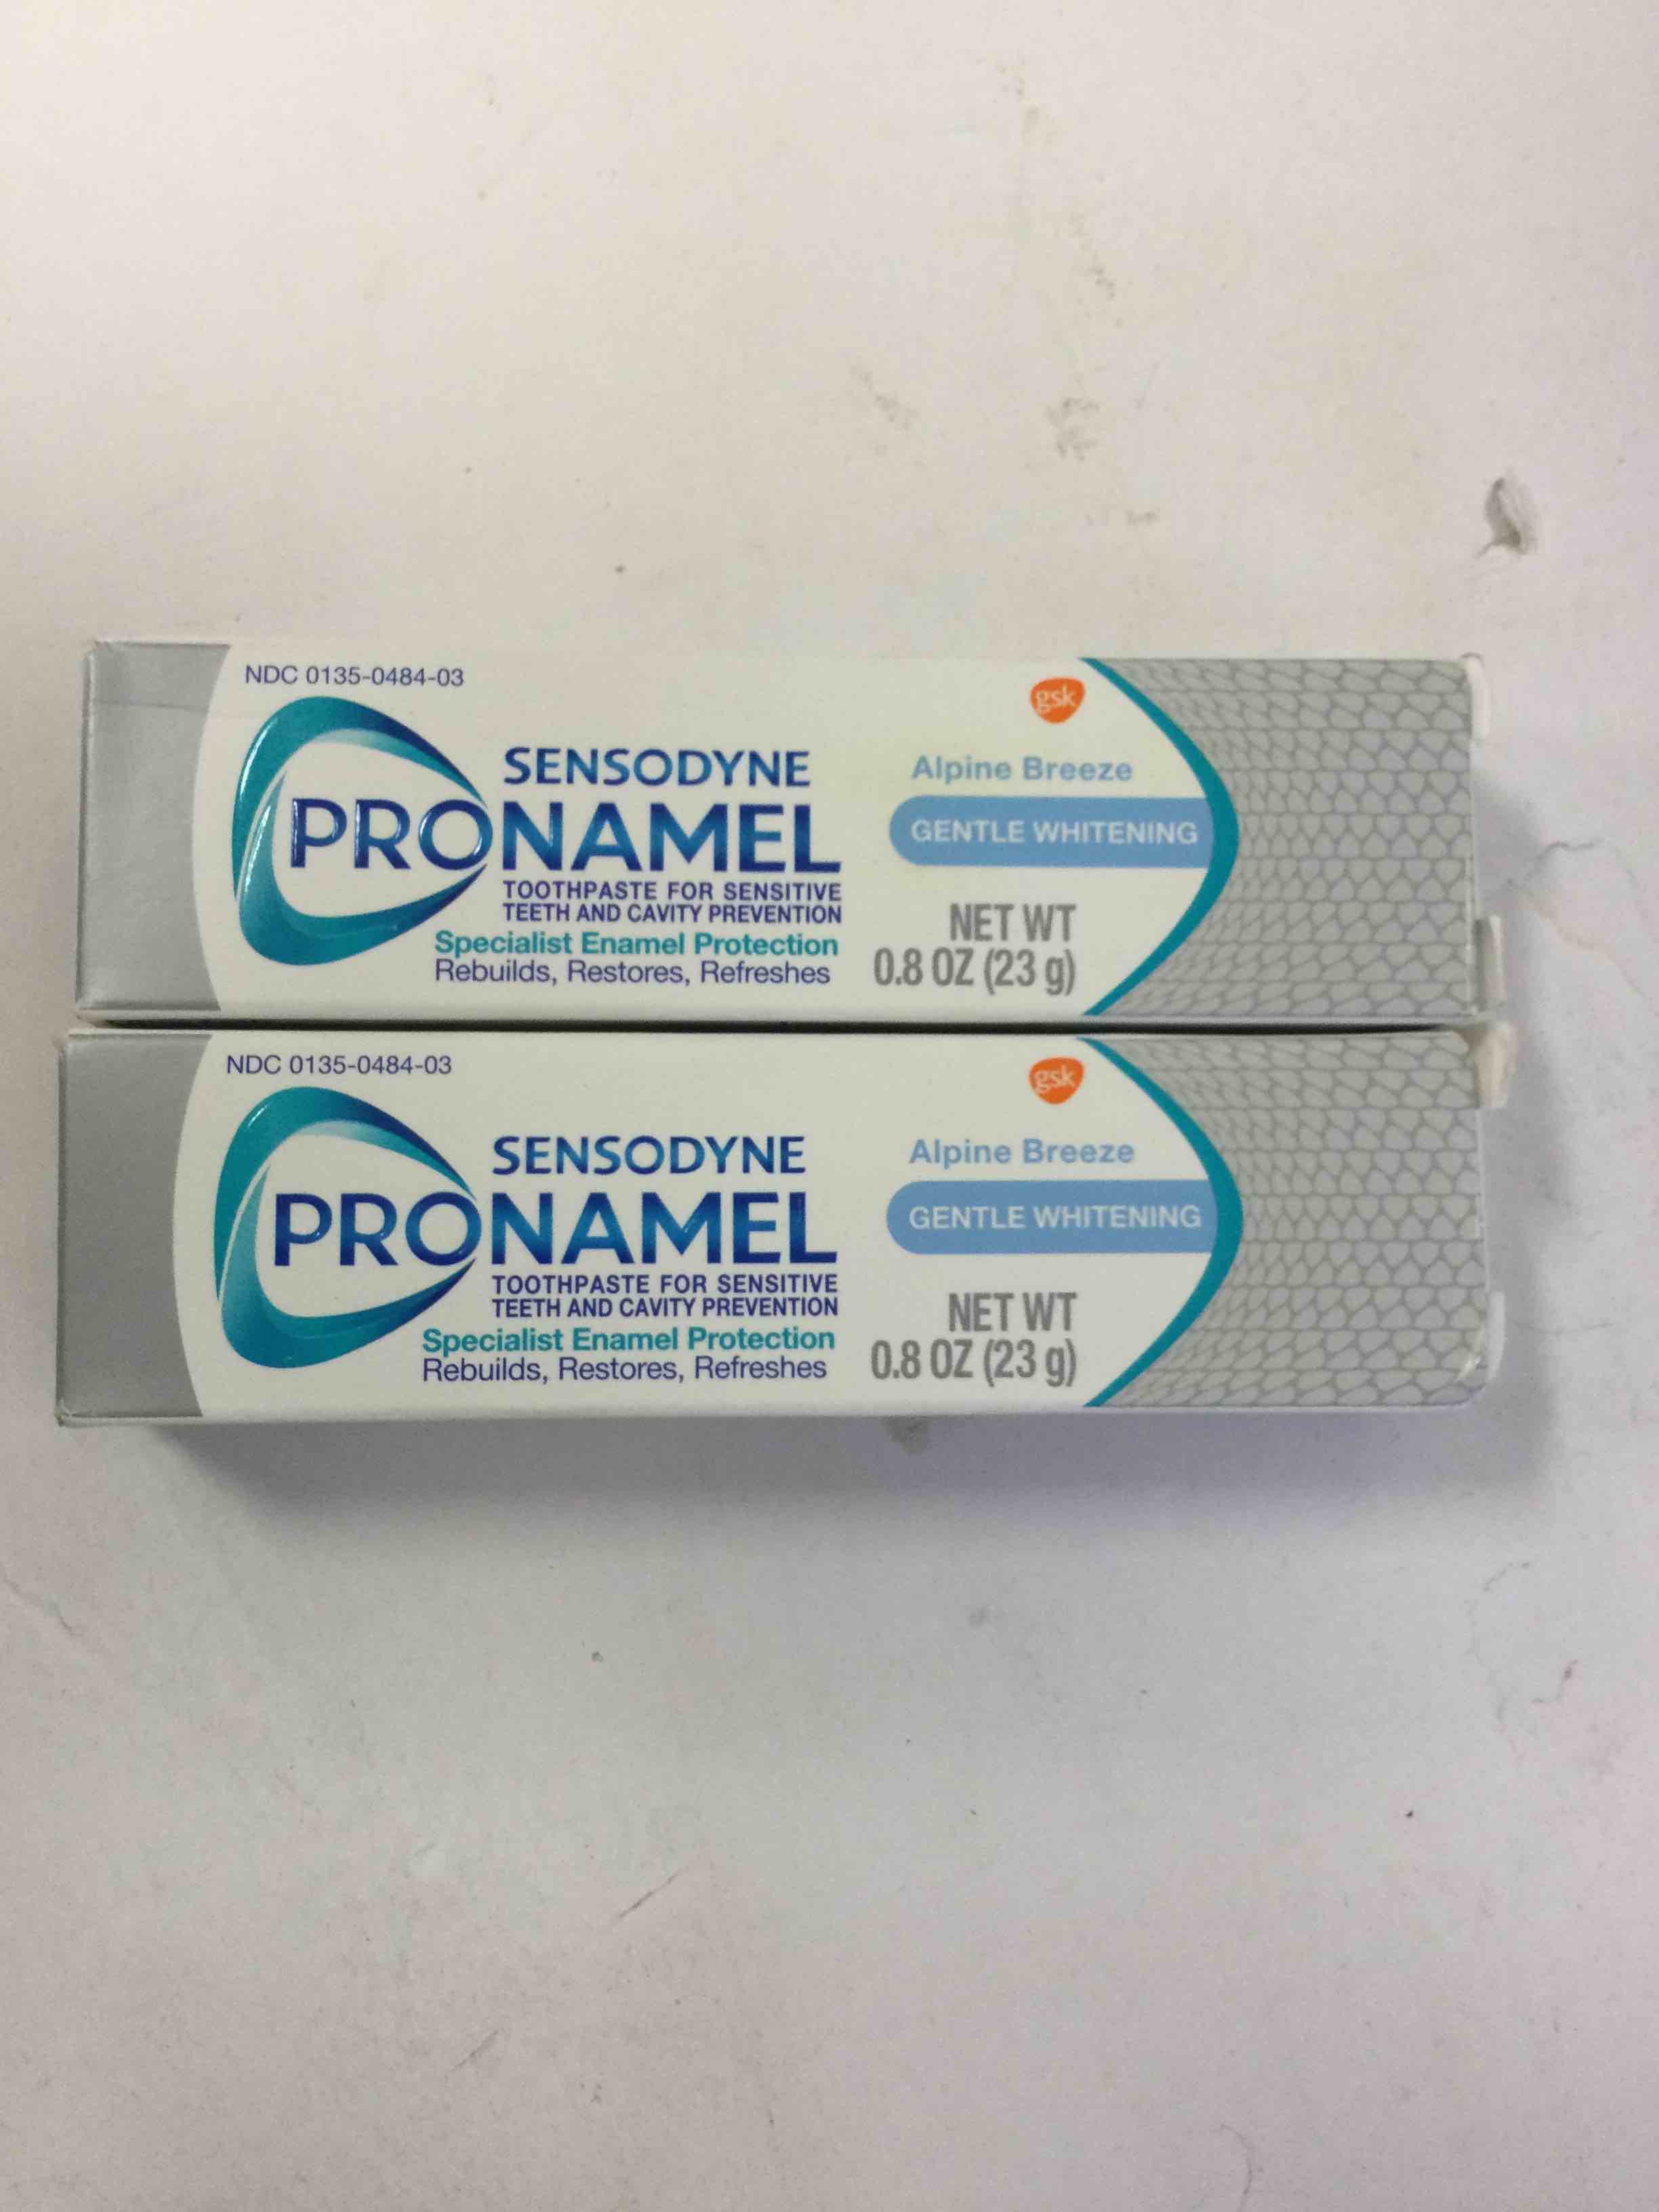 NDC 0135-0484-03
gsk
SENSODYNE
PRONAMEL
TOOTHPASTE FOR SENSITIVE
TEETH AND CAVITY PREVENTION
Specialist Enamel Protection
Rebuilds, Restores, Refreshes
Alpine Breeze
GENTLE WHITENING
NET WT
0.8 OZ (23 g)
NDC 0135-0484-03
gsk
SENSODYNE
PRONAMEL
TOOTHPASTE FOR SENSITIVE
TEETH AND CAVITY PREVENTION
Specialist Enamel Protection
Rebuilds, Restores, Refreshes
Alpine Breeze
GENTLE WHITENING
NET WT
0.8 OZ (23 g)